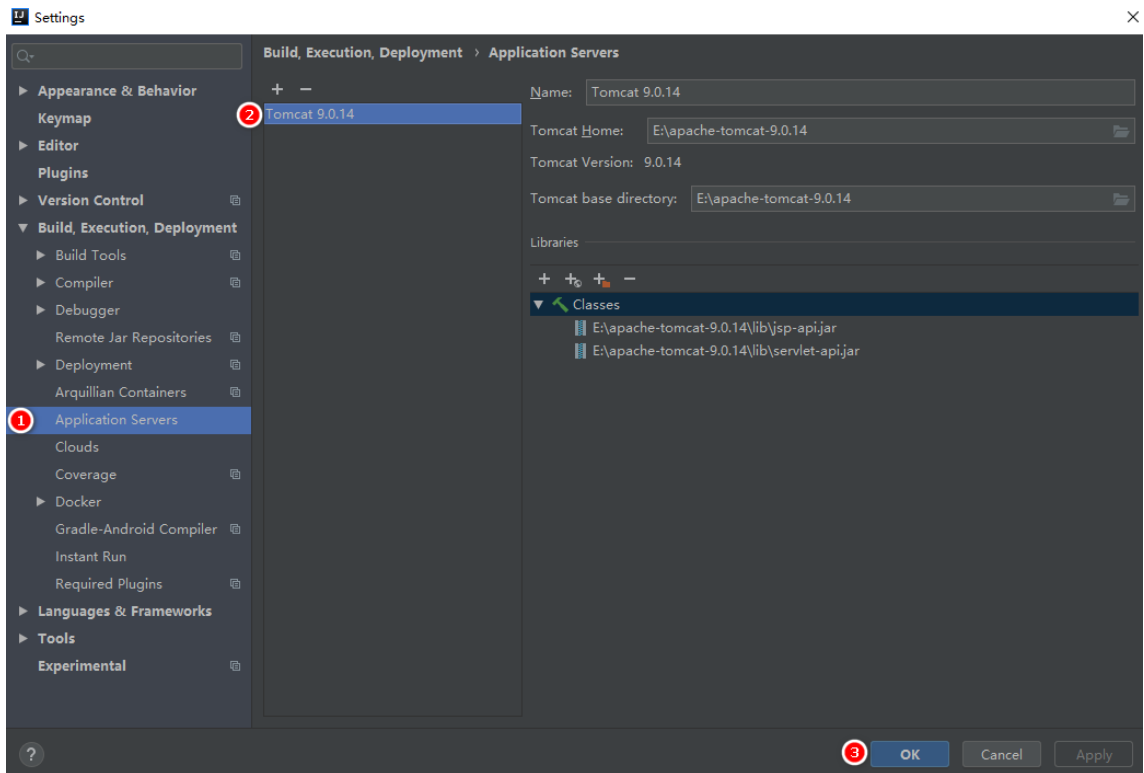 Settings
Build, Execution, Deployment › Application Servers
Appearance & Behavior
Keymap
Editor
Plugins
Version Control
Build, Execution, Deployment
Build Tools
Compiler
Debugger
Remote Jar Repositories
Deployment
Arquillian Containers
1 Application Servers
Clouds
Coverage
Docker
Gradle-Android Compiler
Instant Run
Required Plugins
Languages & Frameworks
Tools
Experimental
2 Tomcat 9.0.14
Name: Tomcat 9.0.14
Tomcat Home: E:\apache-tomcat-9.0.14
Tomcat Version: 9.0.14
Tomcat base directory: E:\apache-tomcat-9.0.14
Libraries
Classes
E:\apache-tomcat-9.0.14\lib\jsp-api.jar
E:\apache-tomcat-9.0.14\lib\servlet-api.jar
? 3 OK Cancel Apply